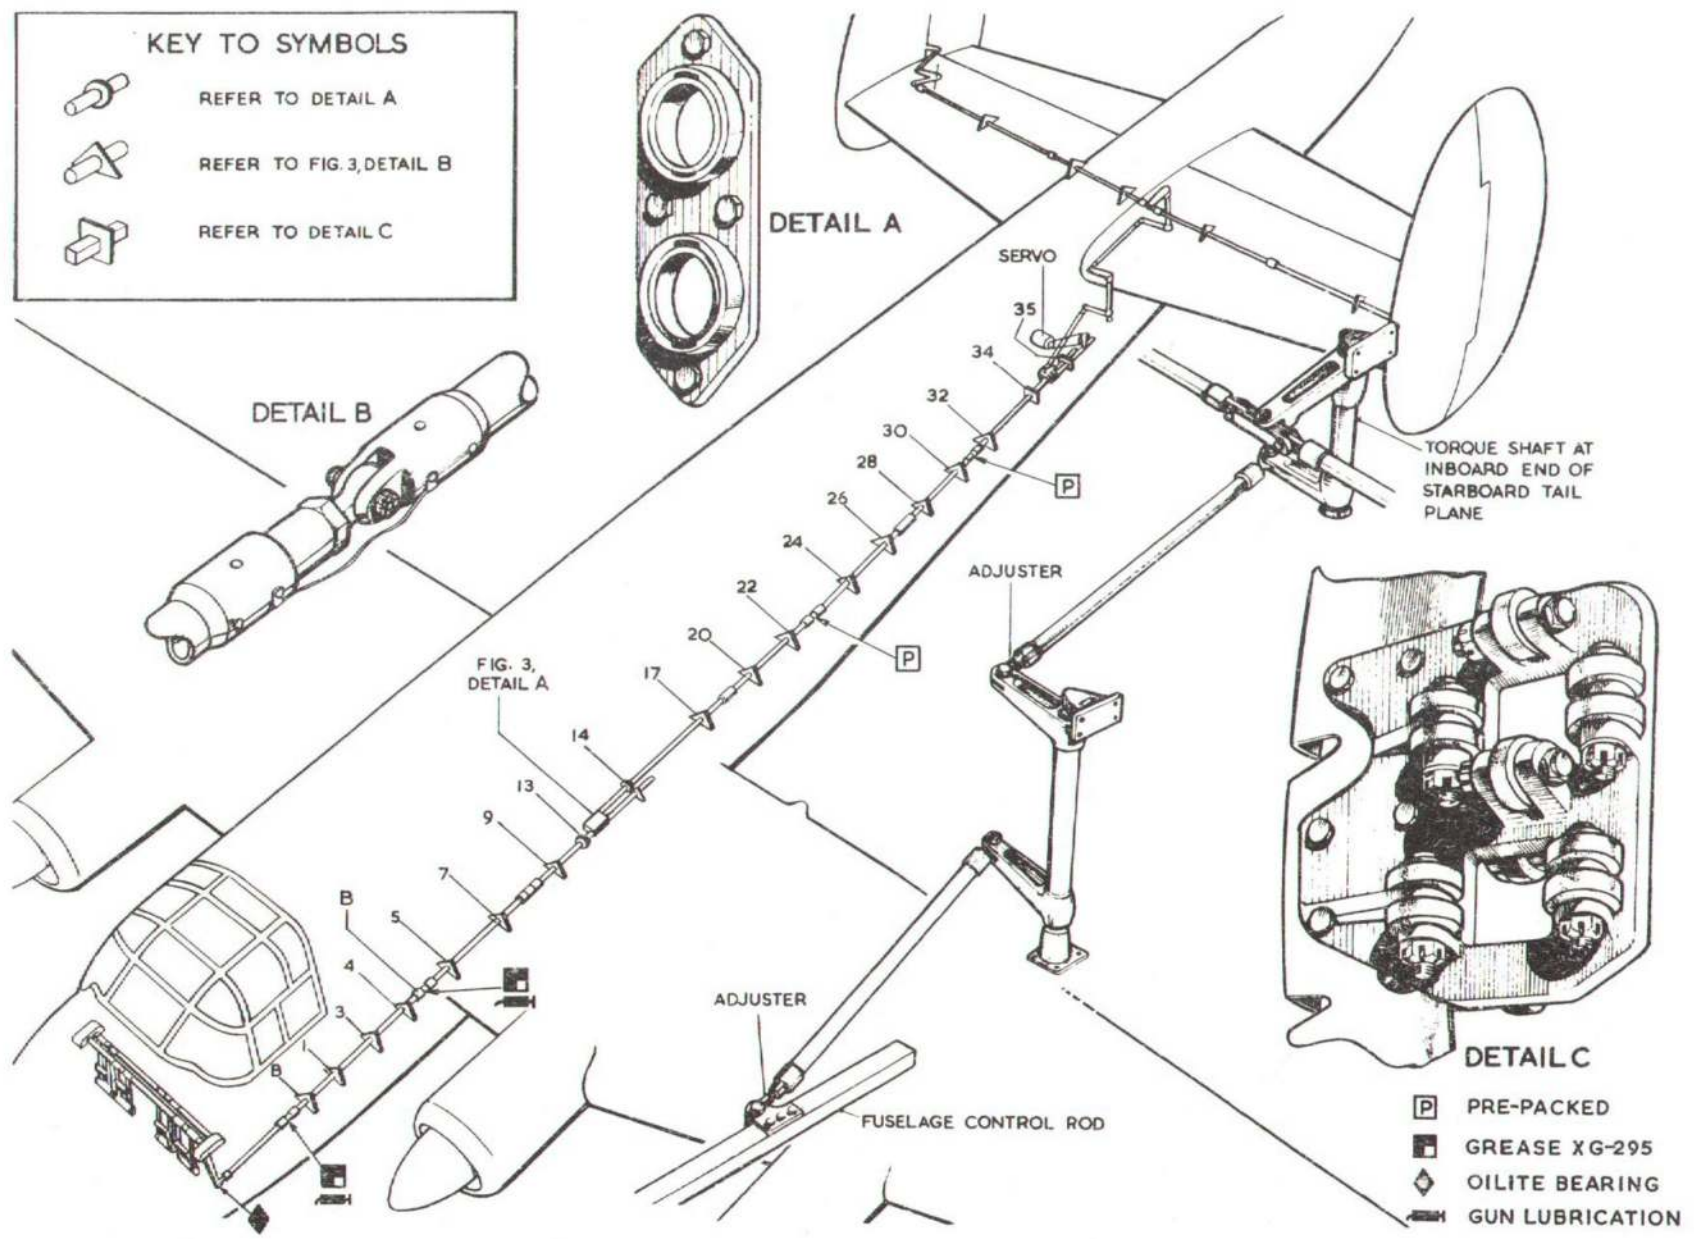 KEY TO SYMBOLS
REFER TO DETAIL A
REFER TO FIG. 3, DETAIL B
REFER TO DETAIL C
DETAIL A
DETAIL B
SERVO
35
34
32
30
28
26
24
22
20
17
14
13
9
7
5
B
4
3
1
B
P
P
FIG. 3,
DETAIL A
TORQUE SHAFT AT
INBOARD END OF
STARBOARD TAIL
PLANE
ADJUSTER
ADJUSTER
FUSELAGE CONTROL ROD
DETAIL C
P PRE-PACKED
GREASE XG-295
OILITE BEARING
GUN LUBRICATION